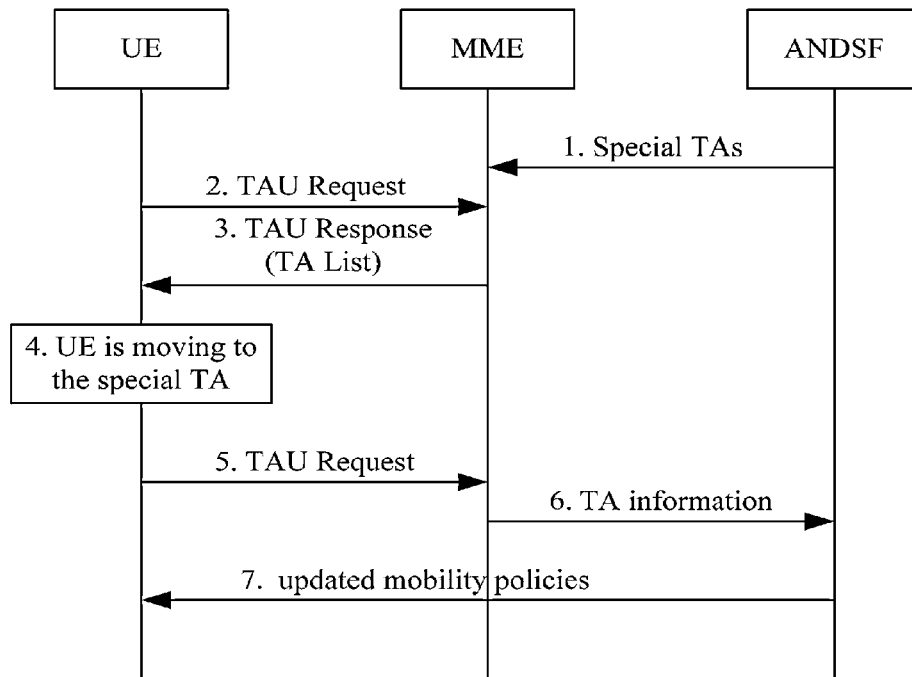 UE
MME
ANDSF
1. Special TAs
2. TAU Request
3. TAU Response
(TA List)
4. UE is moving to
the special TA
5. TAU Request
6. TA information
7. updated mobility policies